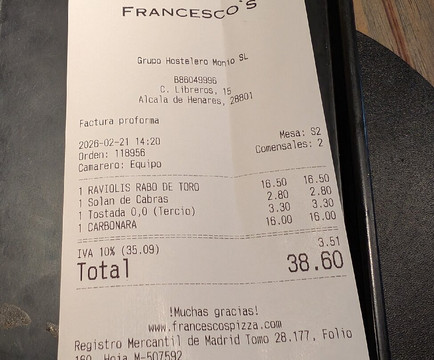 FRANCESCO'S
Grupo Hostelero Monio SL
B86049996
C. Libreros, 15
Alcala de Henares, 28801
Factura proforma
2026-02-21 14:20 Mesa: S2
Orden: 118956 Comensales: 2
Camarero: Equipo
1 RAVIOLIS RABO DE TORO 16.50 16.50
1 Solan de Cabras 2.80 2.80
1 Tostada 0,0 (Tercio) 3.30 3.30
1 CARBONARA 16.00 16.00
IVA 10% (35.09) 3.51
Total 38.60
!Muchas gracias!
www.francescospizza.com
Registro Mercantil de Madrid Tomo 28.177, Folio
160, Hoja M-507592